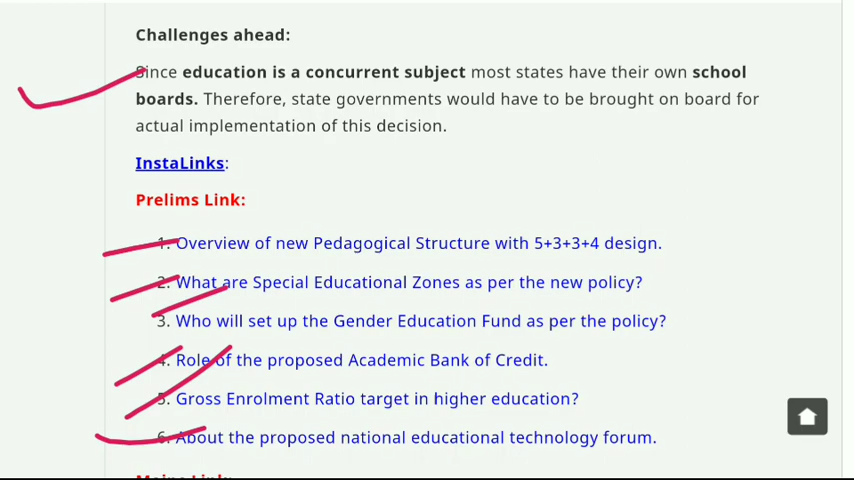 Challenges ahead:
Since education is a concurrent subject most states have their own school
boards. Therefore, state governments would have to be brought on board for
actual implementation of this decision.
InstaLinks:
Prelims Link:
1. Overview of new Pedagogical Structure with 5+3+3+4 design.
2. What are Special Educational Zones as per the new policy?
3. Who will set up the Gender Education Fund as per the policy?
4. Role of the proposed Academic Bank of Credit.
5. Gross Enrolment Ratio target in higher education?
6. About the proposed national educational technology forum.
Mains Link: